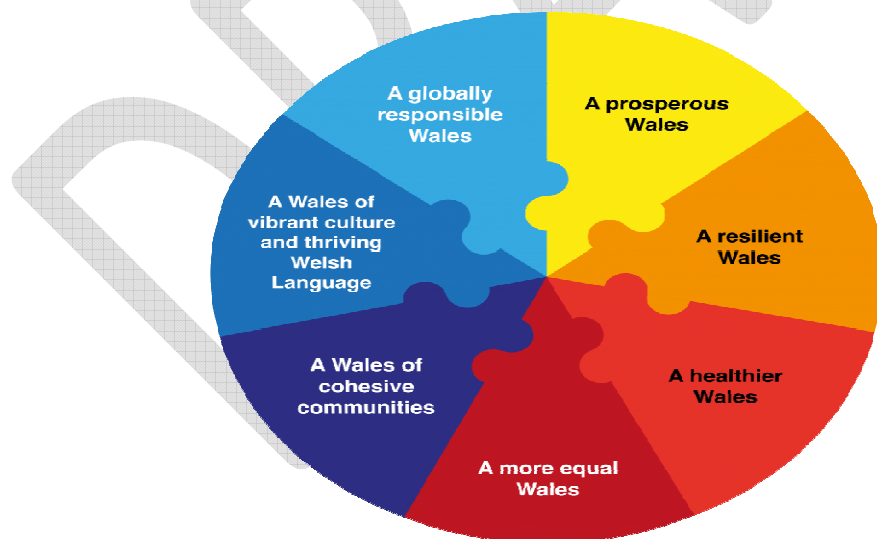 A globally
responsible
Wales
A prosperous
Wales
A resilient
Wales
A healthier
Wales
A more equal
Wales
A Wales of
cohesive
communities
A Wales of
vibrant culture
and thriving
Welsh
Language